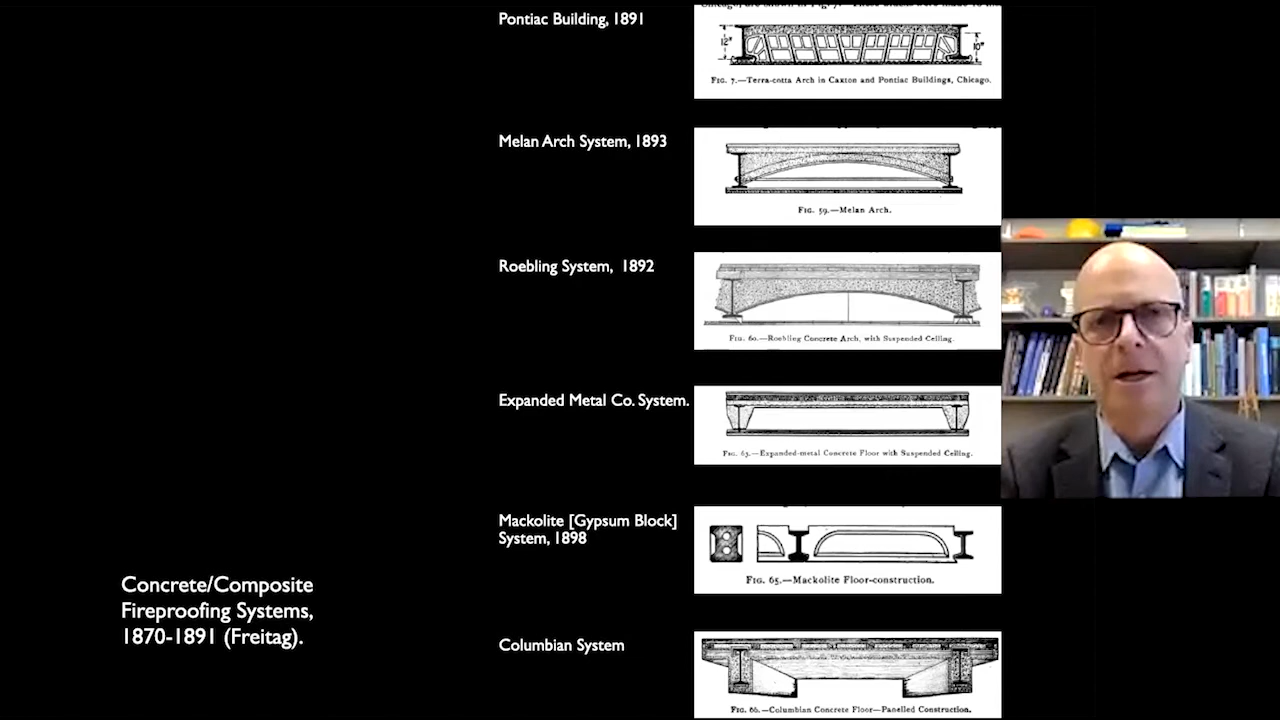 Pontiac Building, 1891
12"
10"
FIG. 7.—Terra-cotta Arch in Caxton and Pontiac Buildings, Chicago.
Melan Arch System, 1893
FIG. 59.—Melan Arch.
Roebling System, 1892
FIG. 60.—Roebling Concrete Arch, with Suspended Ceiling.
Expanded Metal Co. System.
FIG. 63.—Expanded-metal Concrete Floor with Suspended Ceiling.
Mackolite [Gypsum Block]
System, 1898
FIG. 65.—Mackolite Floor-construction.
Concrete/Composite
Fireproofing Systems,
1870-1891 (Freitag).
Columbian System
FIG. 66.—Columbian Concrete Floor—Panelled Construction.